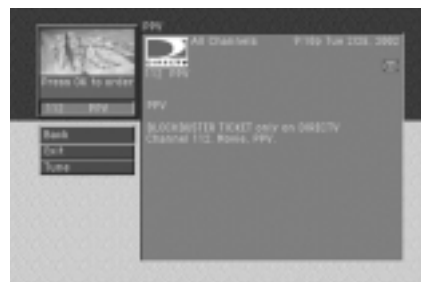 PPV
All Channels
Press OK to order
DIRECTV
112 PPV
112 PPV
PPV
BLOCKBUSTER TICKET only on DIRECTV
Channel 112. Movie, PPV.
Back
Exit
Tune